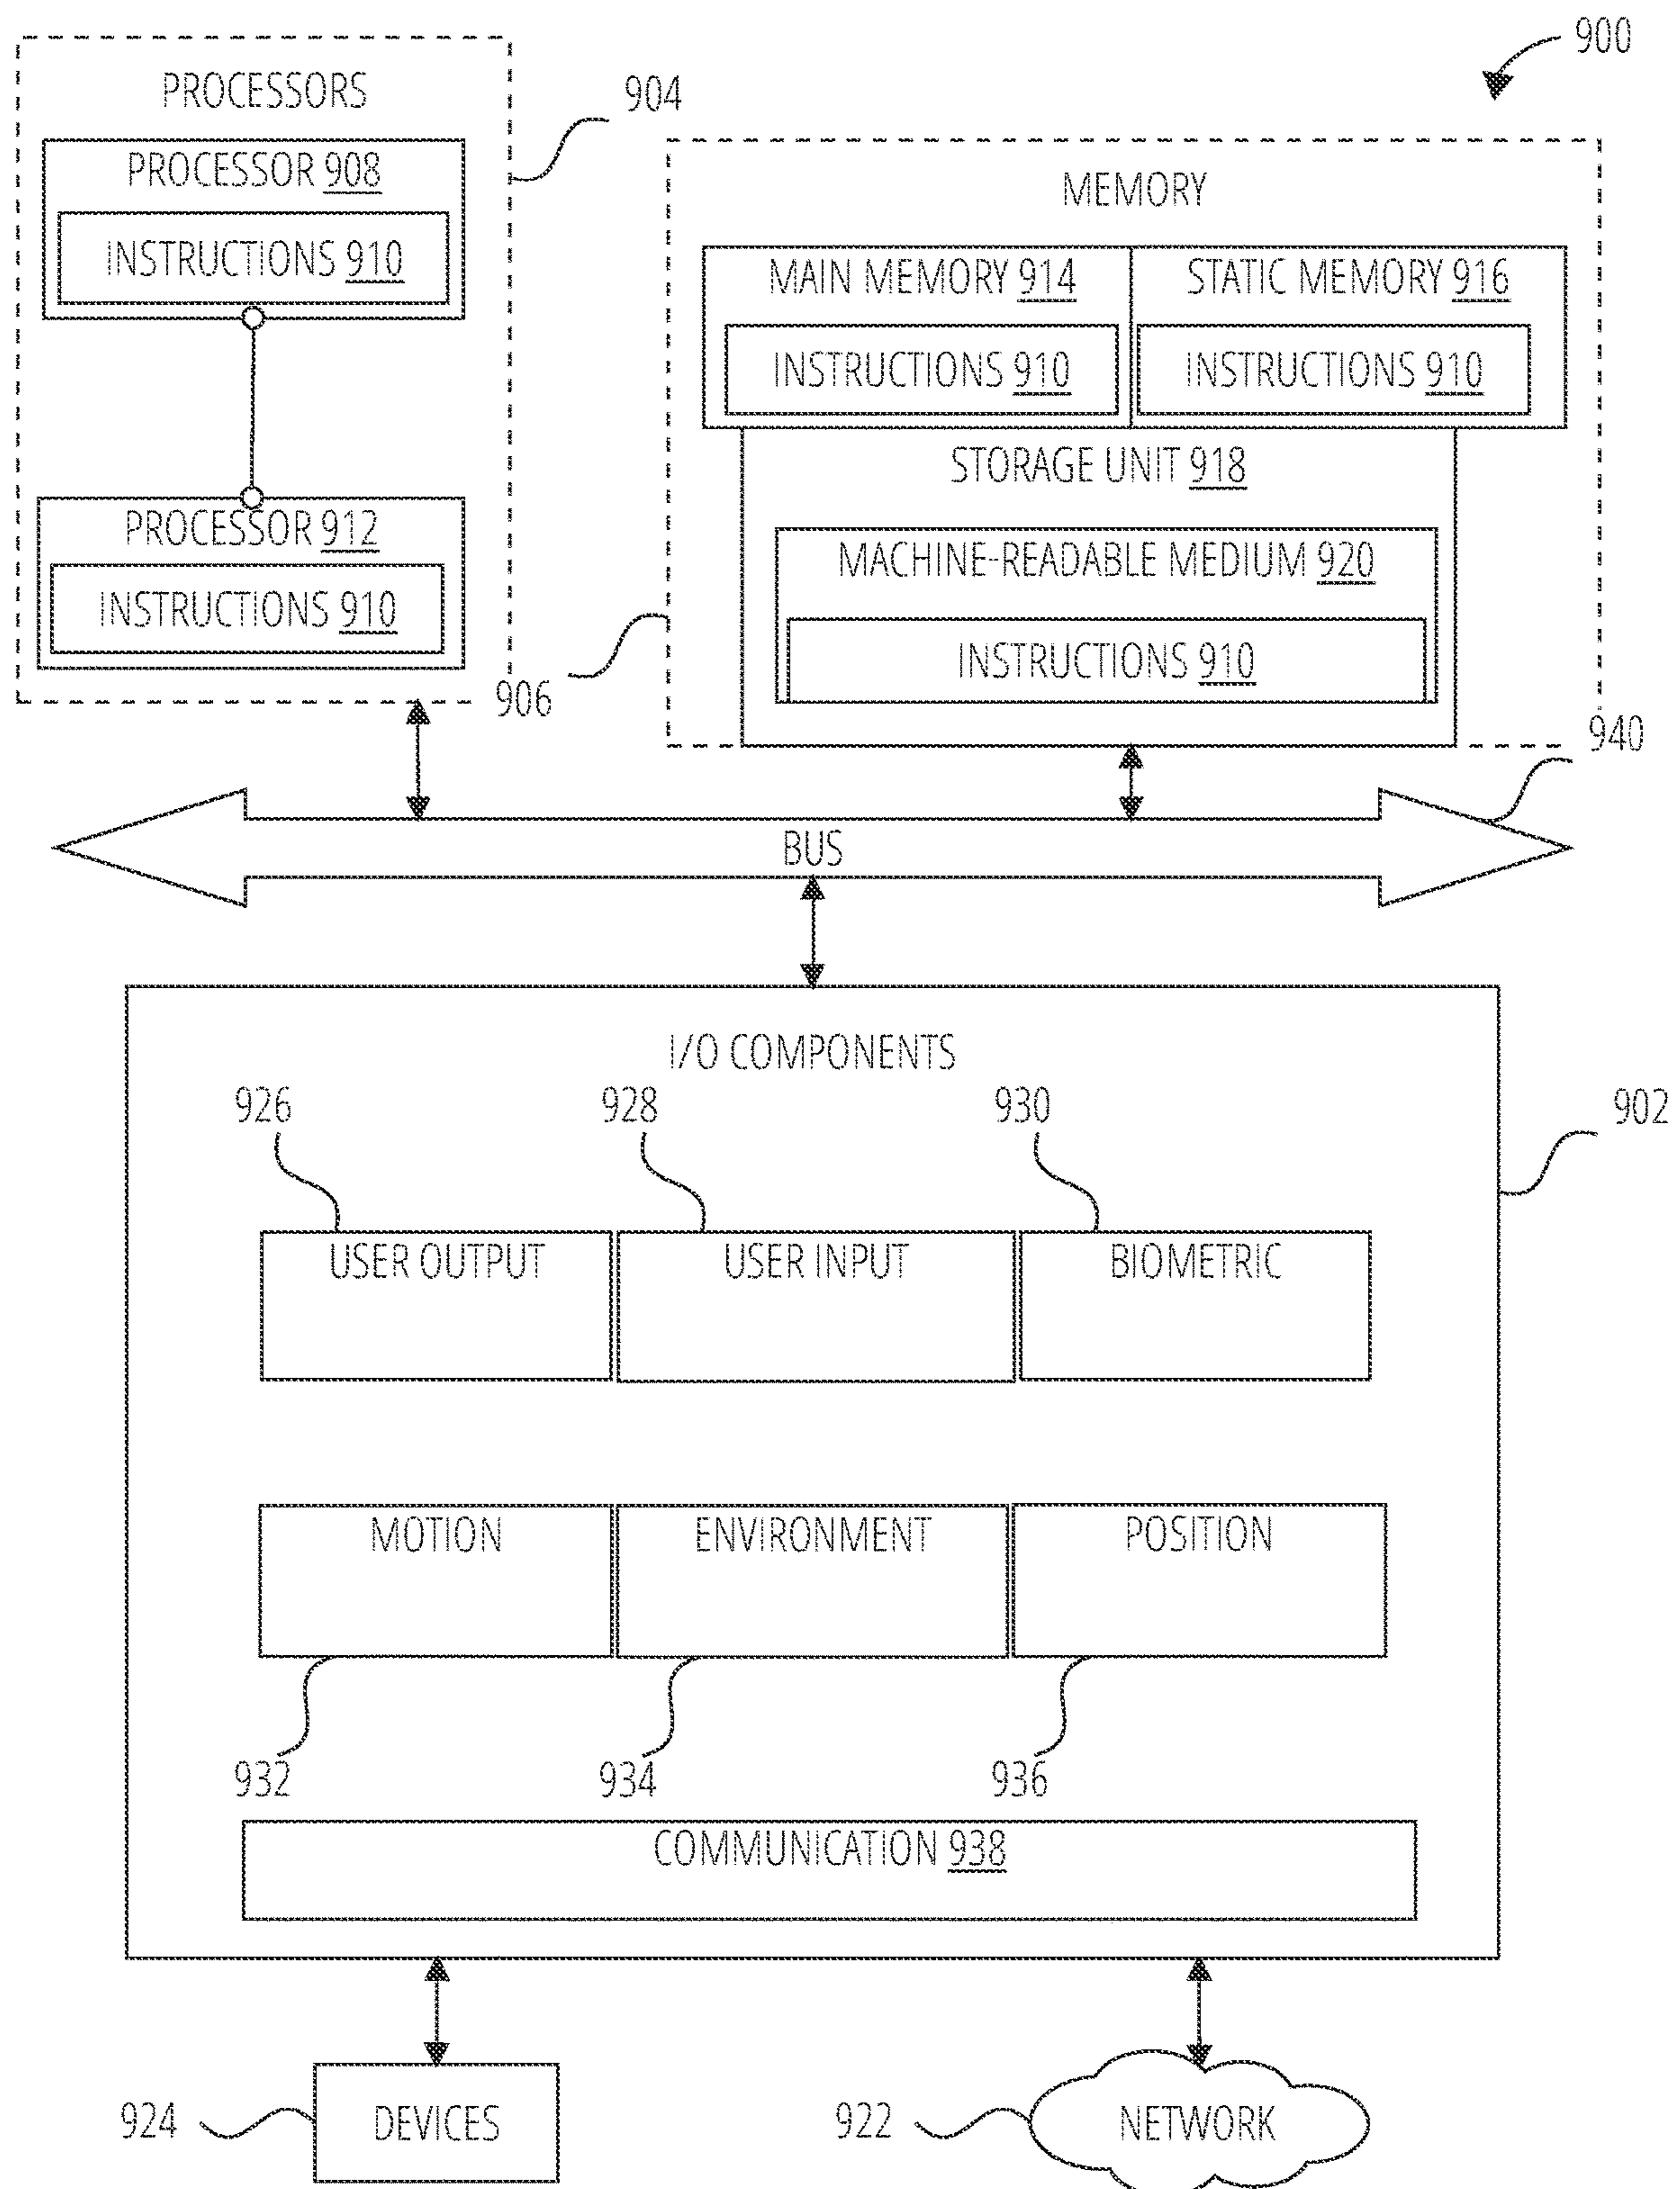 900
PROCESSORS
904
PROCESSOR 908
INSTRUCTIONS 910
MEMORY
MAIN MEMORY 914
STATIC MEMORY 916
INSTRUCTIONS 910
INSTRUCTIONS 910
STORAGE UNIT 918
PROCESSOR 912
INSTRUCTIONS 910
MACHINE-READABLE MEDIUM 920
INSTRUCTIONS 910
906
940
BUS
I/O COMPONENTS
902
926
928
930
USER OUTPUT
USER INPUT
BIOMETRIC
MOTION
ENVIRONMENT
POSITION
932
934
936
COMMUNICATION 938
924
DEVICES
922
NETWORK